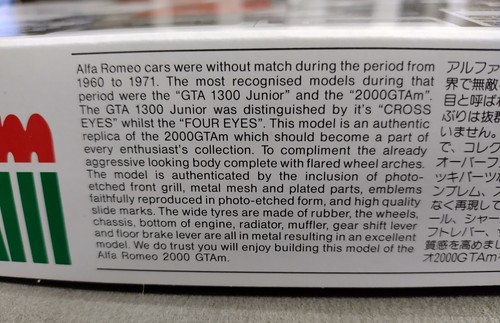 Alfa Romeo cars were without match during the period from
1960 to 1971. The most recognised models during that
period were the "GTA 1300 Junior" and the "2000GTAm".
The GTA 1300 Junior was distinguished by it's "CROSS
EYES" whilst the "FOUR EYES". This model is an authentic
replica of the 2000GTAm which should become a part of
every enthusiast's collection. To compliment the already
aggressive looking body complete with flared wheel arches.
The model is authenticated by the inclusion of photo-
etched front grill, metal mesh and plated parts, emblems
faithfully reproduced in photo-etched form, and high quality
slide marks. The wide tyres are made of rubber, the wheels,
chassis, bottom of engine, radiator, muffler, gear shift lever
and floor brake lever are all in metal resulting in an excellent
model. We do trust you will enjoy building this model of the
Alfa Romeo 2000 GTAm.
アルファ
界で無敵
目と呼ば
ぶりは抜群
いません。
で、コレク
オーバーフ
ッキパーツ
ンブレム、
なく再現して
ール、シャー
フトレバー、
質感を高めまし
オ2000GTAm